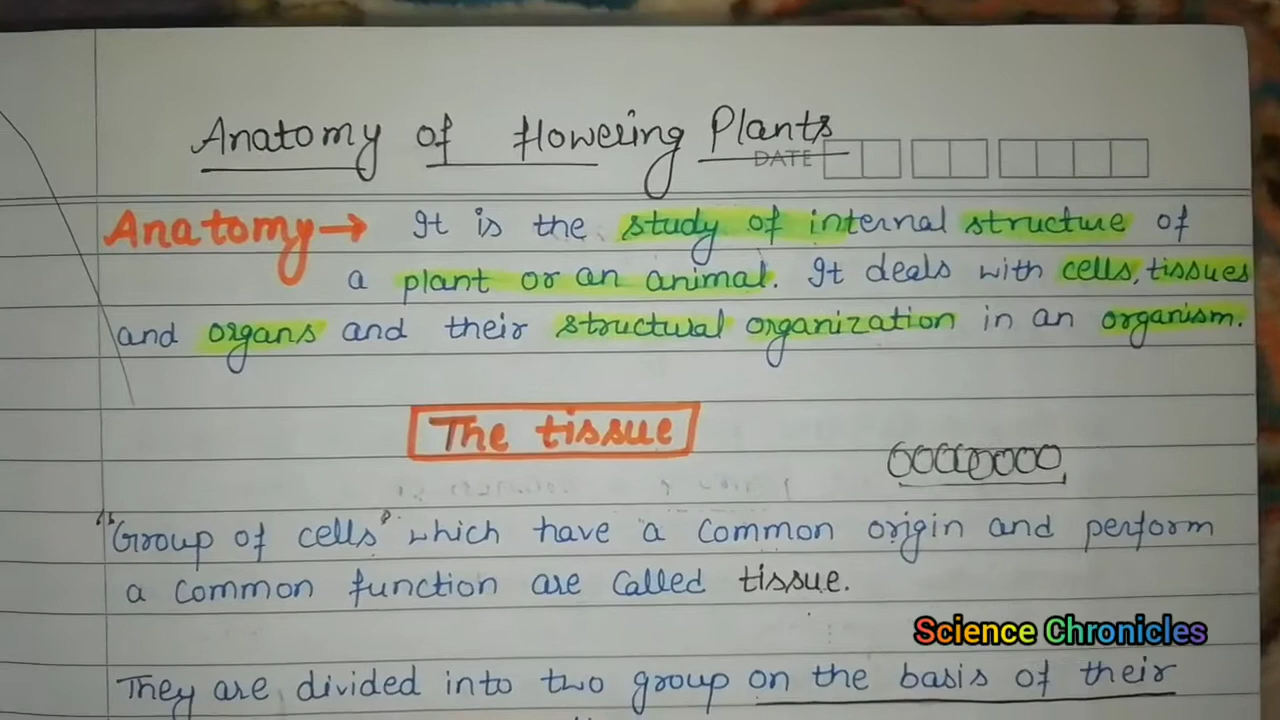 Anatomy of flowering Plants
DATE
Anatomy→ It is the study of internal structure of
a plant or an animal. It deals with cells, tissues
and organs and their structural organization in an organism.
The tissue
"Group of cells" which have a common origin and perform
a common function are called tissue.
Science Chronicles
They are divided into two group on the basis of their